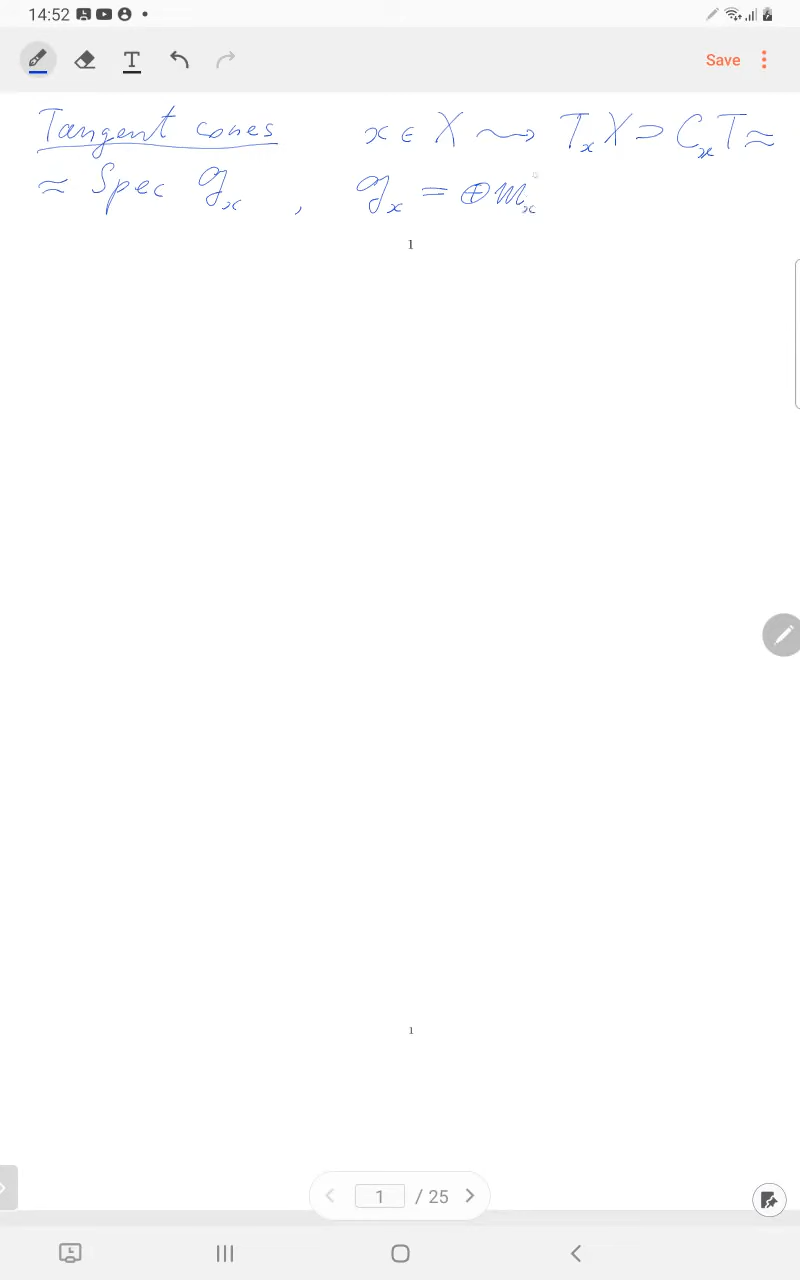 14:52
T Save
Tangent cones x ∈ X ⇝ TₓX ⊃ CₓT ≈
≈ Spec gₓ , gₓ = ⊕ mₓ
1
1
1 / 25